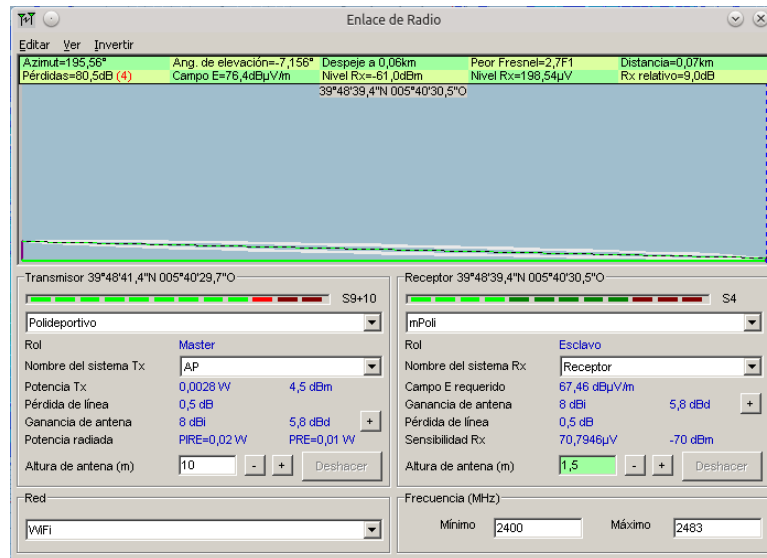 Enlace de Radio
Editar Ver Invertir
Azimut=195,56° Ang. de elevación=-7,156° Despeje a 0,06km Peor Fresnel=2,7F1 Distancia=0,07km
Pérdidas=80,5dB (4) Campo E=76,4dBµV/m Nivel Rx=-61,0dBm Nivel Rx=198,54µV Rx relativo=9,0dB
39°48'39,4"N 005°40'30,5"O
Transmisor 39°48'41,4"N 005°40'29,7"O
S9+10
Polideportivo
Rol Master
Nombre del sistema Tx AP
Potencia Tx 0,0028 W 4,5 dBm
Pérdida de línea 0,5 dB
Ganancia de antena 8 dBi 5,8 dBd +
Potencia radiada PIRE=0,02 W PRE=0,01 W
Altura de antena (m) 10 - + Deshacer
Red
WiFi
Receptor 39°48'39,4"N 005°40'30,5"O
S4
mPoli
Rol Esclavo
Nombre del sistema Rx Receptor
Campo E requerido 67,46 dBµV/m
Ganancia de antena 8 dBi 5,8 dBd +
Pérdida de línea 0,5 dB
Sensibilidad Rx 70,7946µV -70 dBm
Altura de antena (m) 1,5 - + Deshacer
Frecuencia (MHz)
Mínimo 2400 Máximo 2483